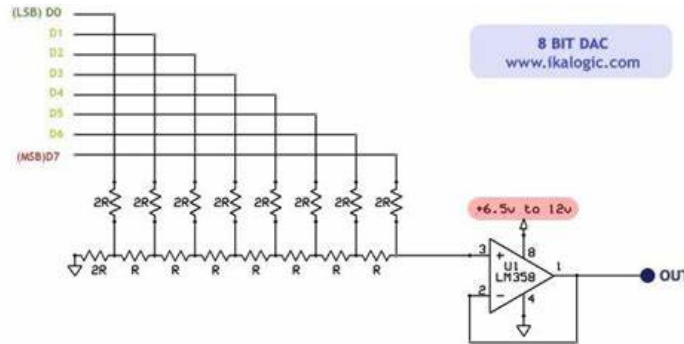 (LSB) D0
D1
D2
D3
D4
D5
D6
(MSB)D7
8 BIT DAC
www.ikalogic.com
2R 2R 2R 2R 2R 2R 2R 2R
+6.5v to 12v
2R R R R R R R R
3
+
8
U1
LM358
1
OUT
2
-
4